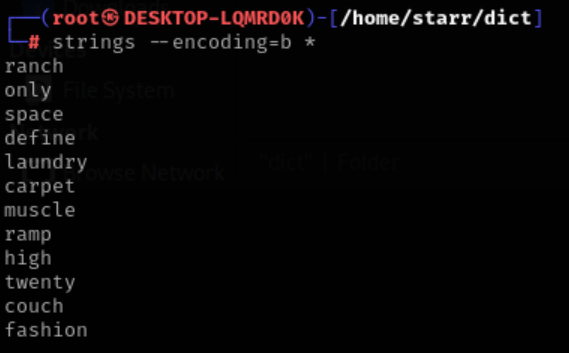 ┌──(root㉿DESKTOP-LQMRD0K)-[/home/starr/dict]
└─# strings --encoding=b *
ranch
only
space
define
laundry
carpet
muscle
ramp
high
twenty
couch
fashion
File System
Browse Network
"dict" | Folder